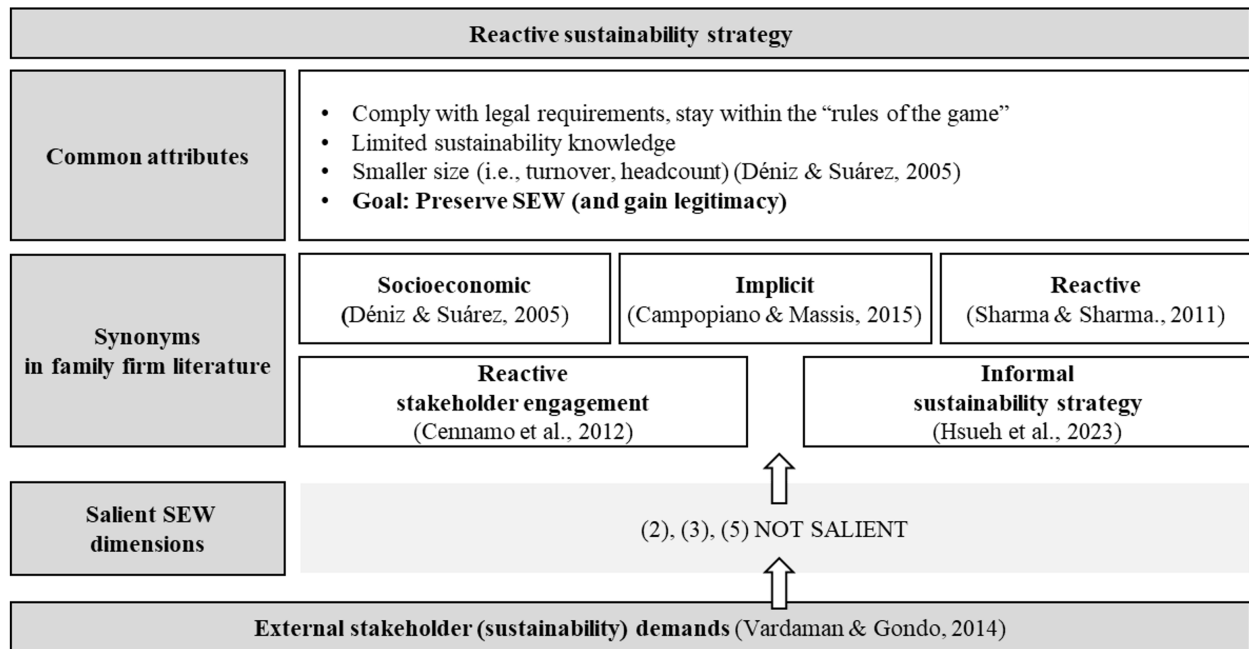 Reactive sustainability strategy
Common attributes
• Comply with legal requirements, stay within the “rules of the game”
• Limited sustainability knowledge
• Smaller size (i.e., turnover, headcount) (Déniz & Suárez, 2005)
• Goal: Preserve SEW (and gain legitimacy)
Synonyms
in family firm literature
Socioeconomic
(Déniz & Suárez, 2005)
Implicit
(Campopiano & Massis, 2015)
Reactive
(Sharma & Sharma., 2011)
Reactive
stakeholder engagement
(Cennamo et al., 2012)
Informal
sustainability strategy
(Hsueh et al., 2023)
Salient SEW
dimensions
(2), (3), (5) NOT SALIENT
External stakeholder (sustainability) demands (Vardaman & Gondo, 2014)